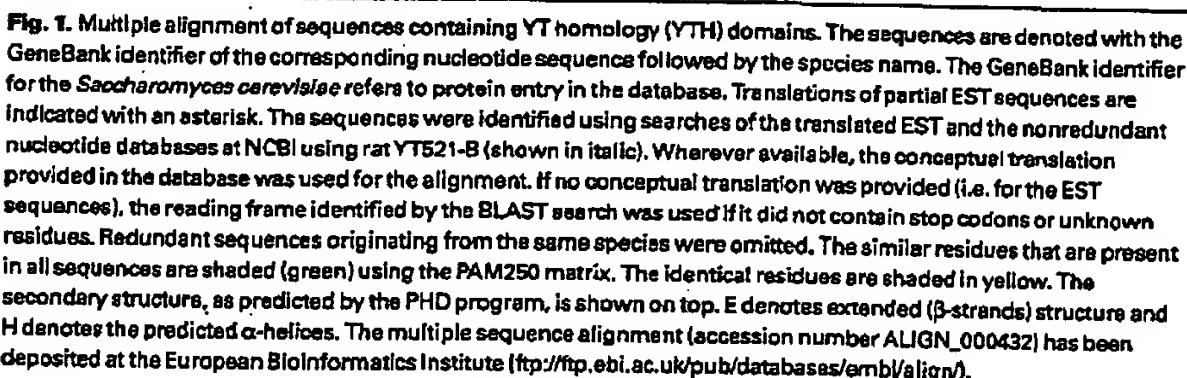 Fig. 1. Multiple alignment of sequences containing YT homology (YTH) domains. The sequences are denoted with the
GeneBank identifier of the corresponding nucleotide sequence followed by the species name. The GeneBank identifier
for the Saccharomyces cerevisiae refers to protein entry in the database. Translations of partial EST sequences are
indicated with an asterisk. The sequences were identified using searches of the translated EST and the nonredundant
nucleotide databases at NCBI using rat YT521-B (shown in italic). Wherever available, the conceptual translation
provided in the database was used for the alignment. If no conceptual translation was provided (i.e. for the EST
sequences), the reading frame identified by the BLAST search was used if it did not contain stop codons or unknown
residues. Redundant sequences originating from the same species were omitted. The similar residues that are present
in all sequences are shaded (green) using the PAM250 matrix. The identical residues are shaded in yellow. The
secondary structure, as predicted by the PHD program, is shown on top. E denotes extended (β-strands) structure and
H denotes the predicted α-helices. The multiple sequence alignment (accession number ALIGN_000432) has been
deposited at the European Bioinformatics Institute (ftp://ftp.ebi.ac.uk/pub/databases/embl/align/).